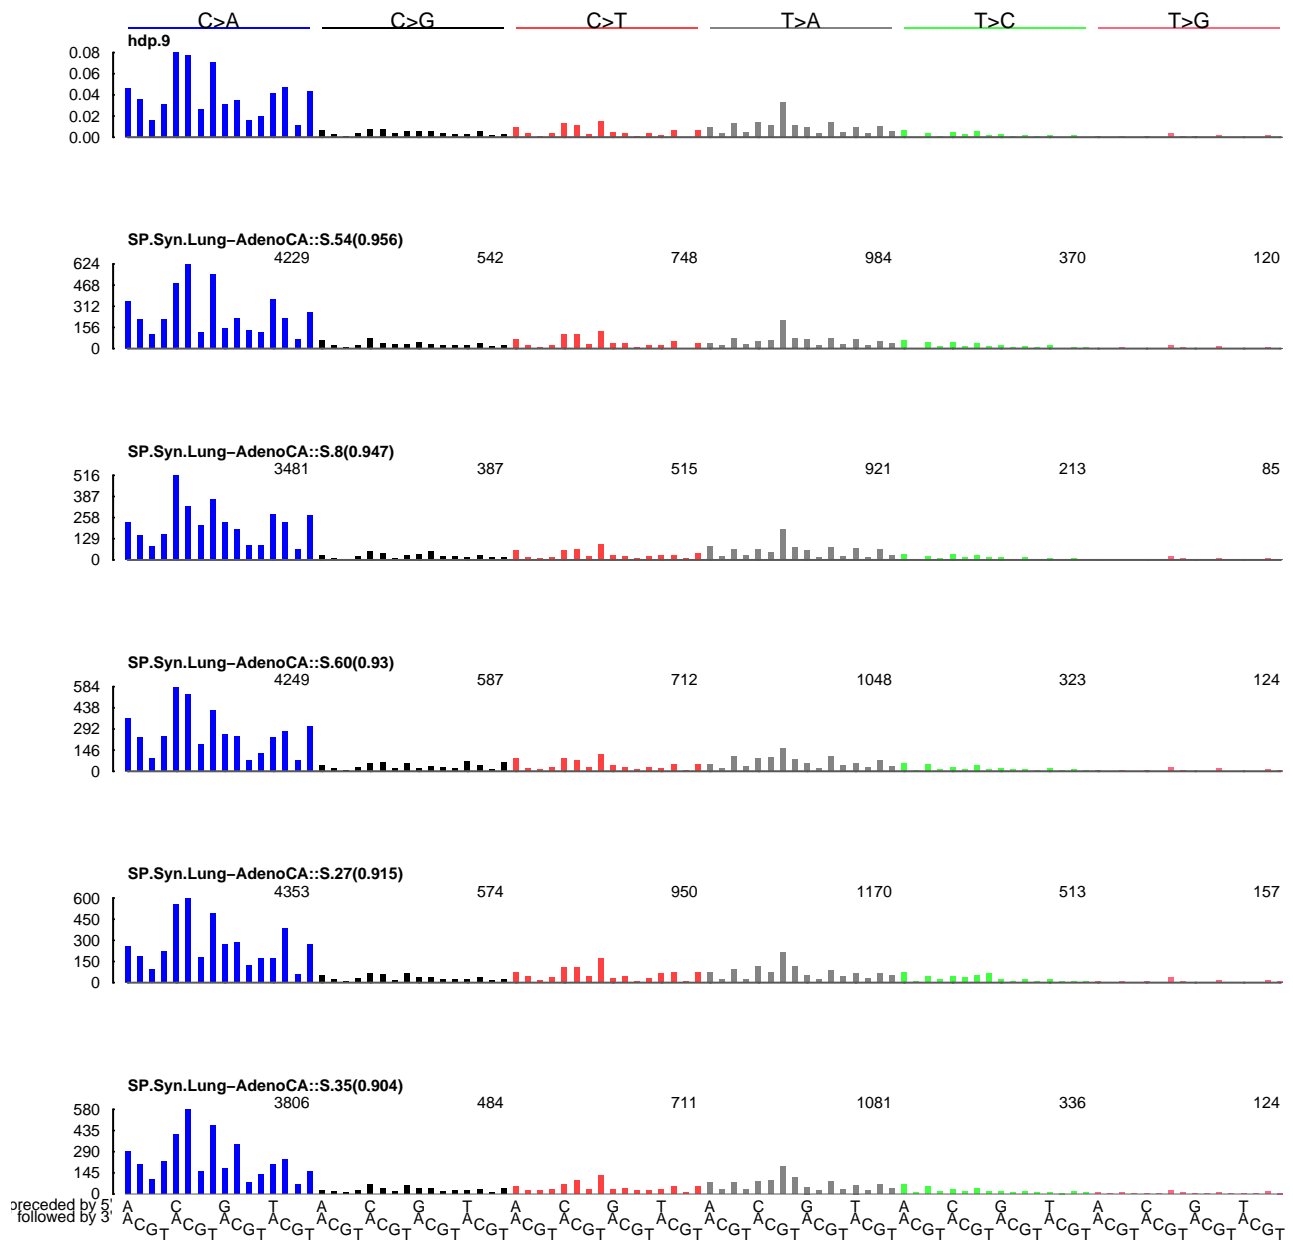 C>A C>G C>T T>A T>C T>G
hdp.9
0.08
0.06
0.04
0.02
0.00
SP.Syn.Lung−AdenoCA::S.54(0.956)
4229 542 748 984 370 120
624
468
312
156
0
SP.Syn.Lung−AdenoCA::S.8(0.947)
3481 387 515 921 213 85
516
387
258
129
0
SP.Syn.Lung−AdenoCA::S.60(0.93)
4249 587 712 1048 323 124
584
438
292
146
0
SP.Syn.Lung−AdenoCA::S.27(0.915)
4353 574 950 1170 513 157
600
450
300
150
0
SP.Syn.Lung−AdenoCA::S.35(0.904)
3806 484 711 1081 336 124
580
435
290
145
0
preceded by 5' A C G T A C G T A C G T A C G T A C G T A C G T
followed by 3' A C G T A C G T A C G T A C G T A C G T A C G T A C G T A C G T A C G T A C G T A C G T A C G T A C G T A C G T A C G T A C G T A C G T A C G T A C G T A C G T A C G T A C G T A C G T A C G T